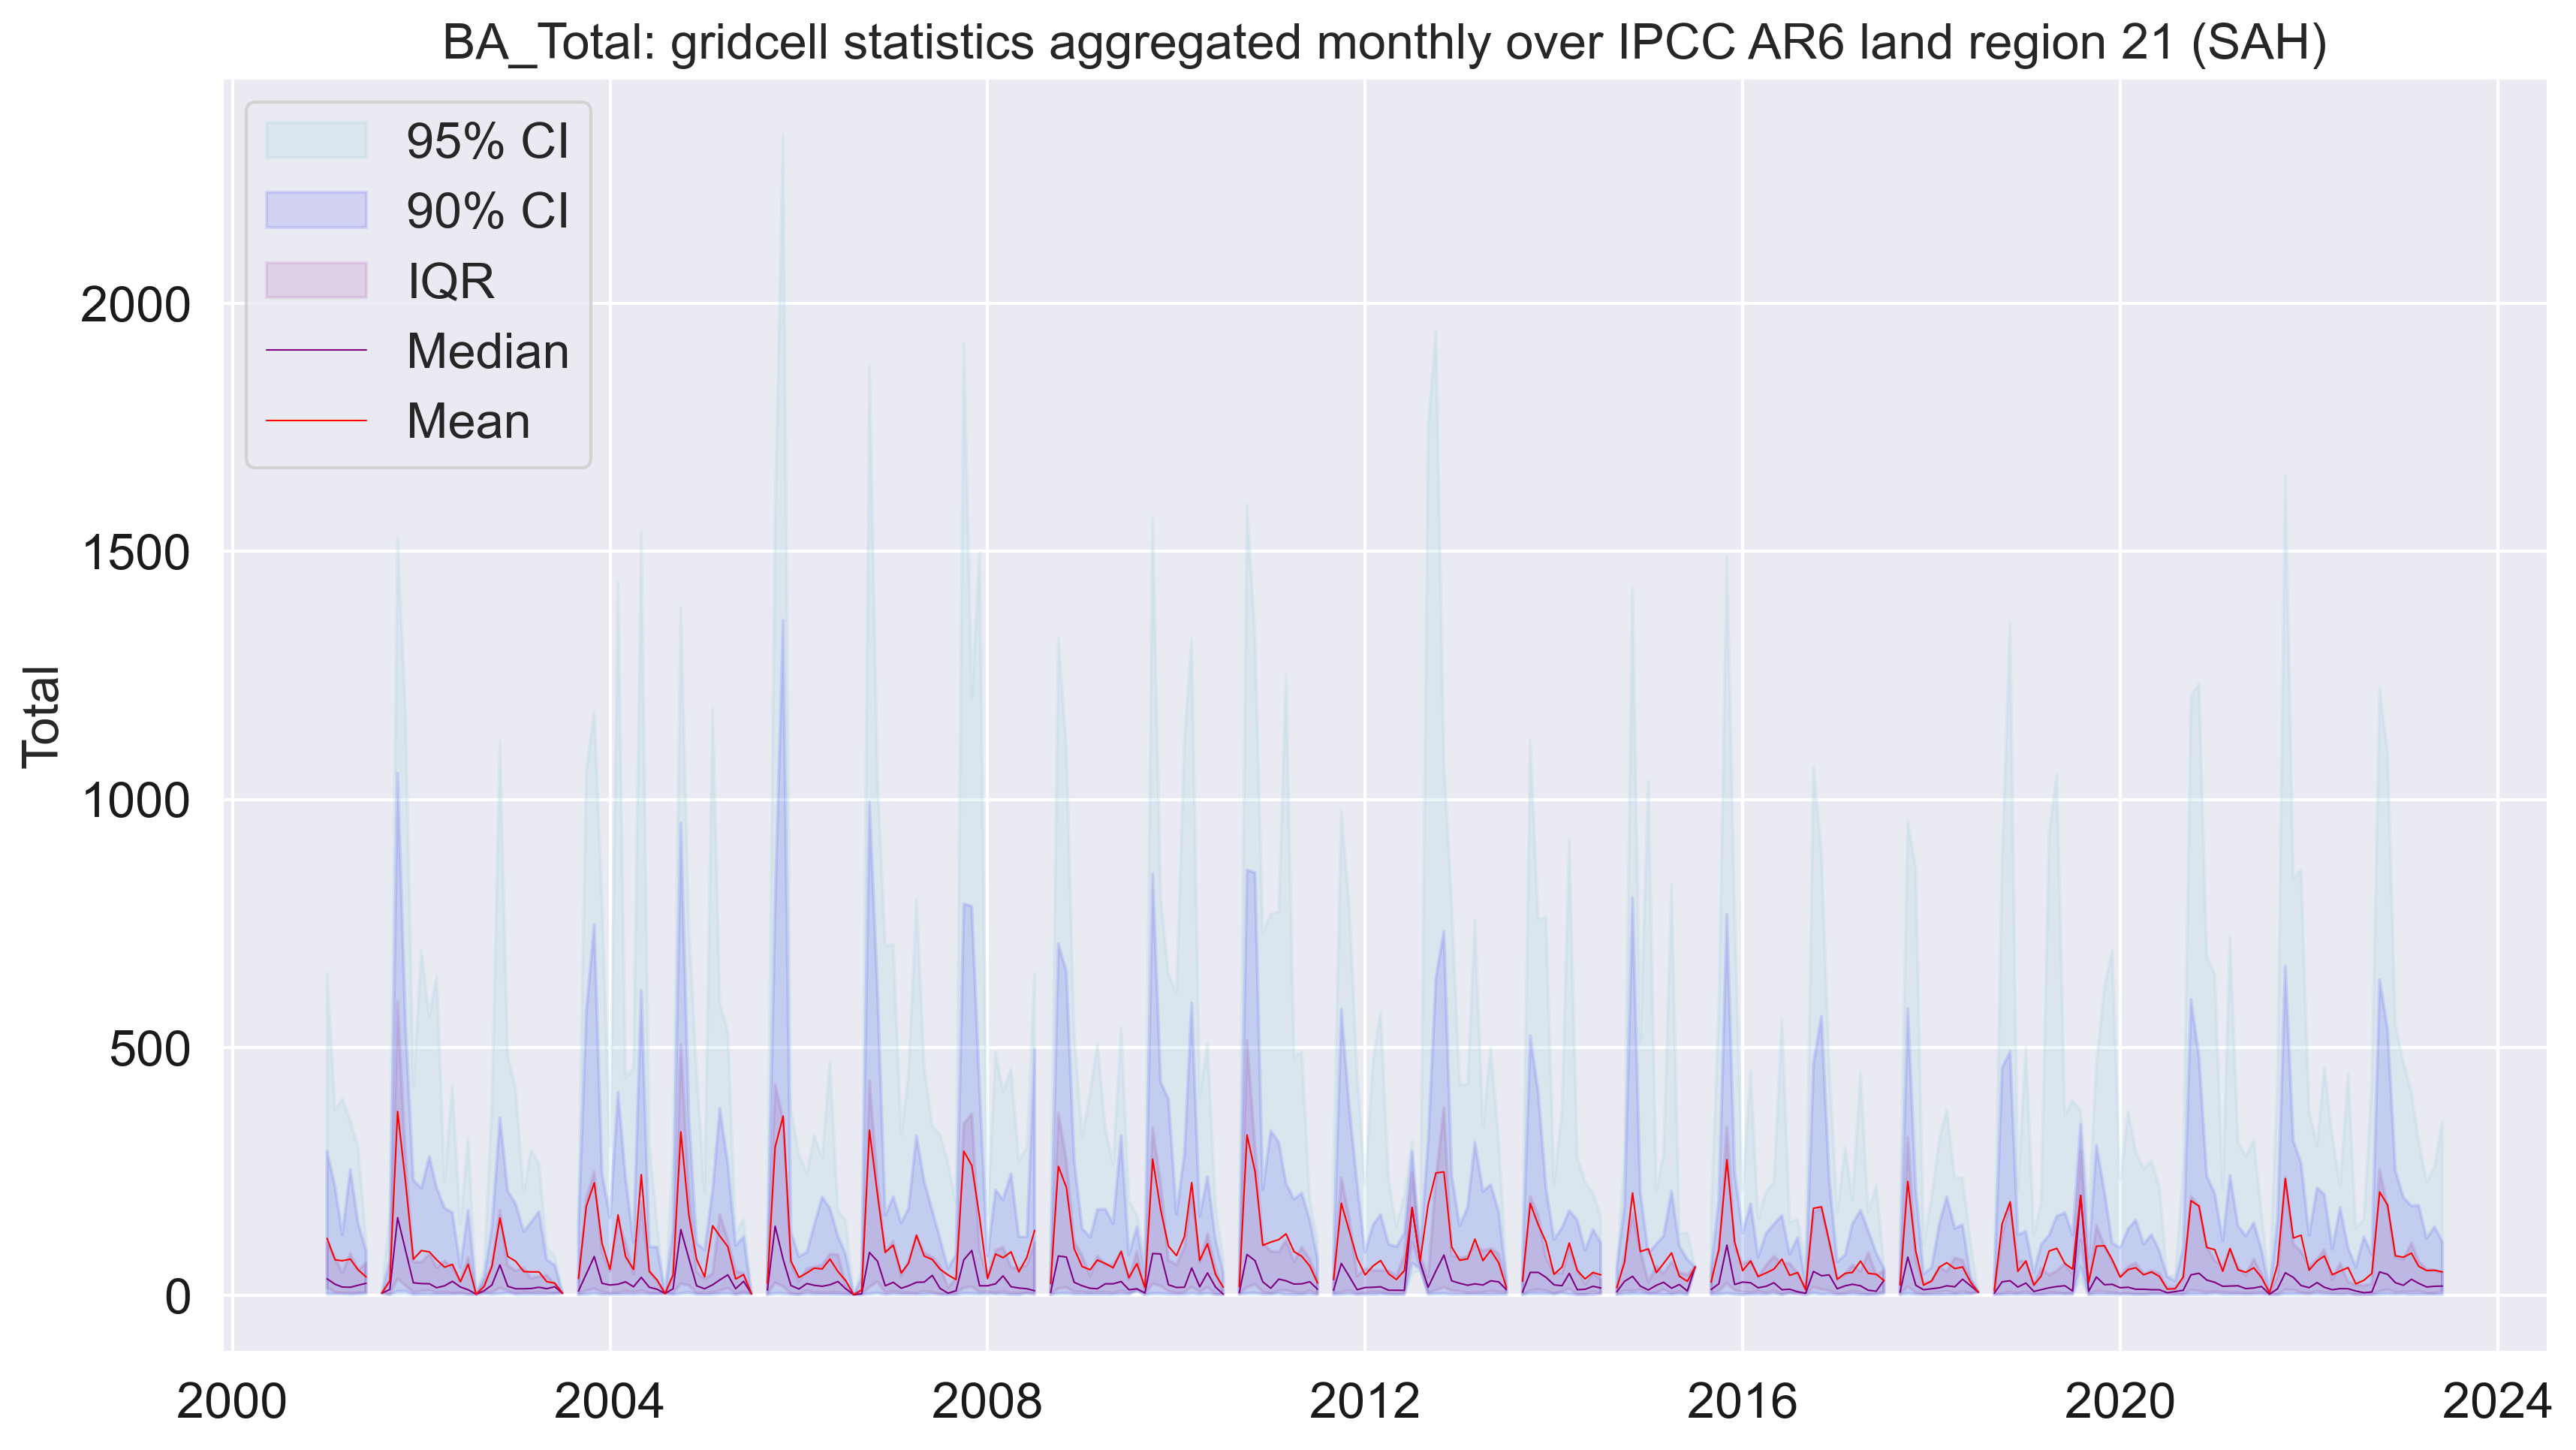 BA_Total: gridcell statistics aggregated monthly over IPCC AR6 land region 21 (SAH)
95% CI
90% CI
IQR
Median
Mean
Total
2000
1500
1000
500
0
2000
2004
2008
2012
2016
2020
2024